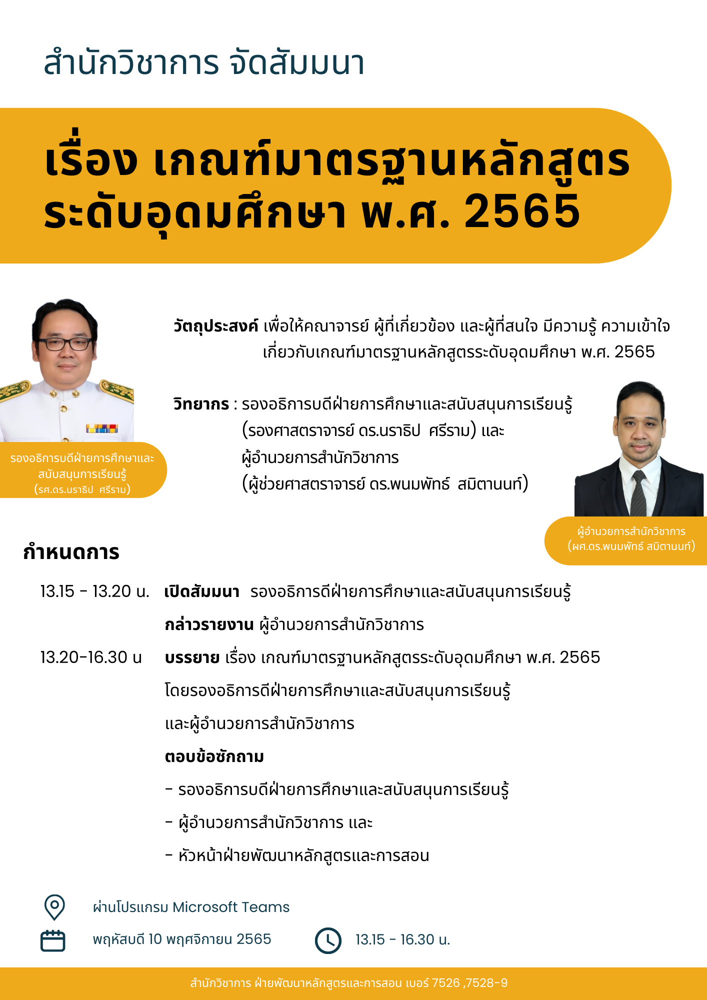 สำนักวิชาการ จัดสัมมนา
เรื่อง เกณฑ์มาตรฐานหลักสูตร
ระดับอุดมศึกษา พ.ศ. 2565
วัตถุประสงค์ เพื่อให้คณาจารย์ ผู้ที่เกี่ยวข้อง และผู้ที่สนใจ มีความรู้ ความเข้าใจ
เกี่ยวกับเกณฑ์มาตรฐานหลักสูตรระดับอุดมศึกษา พ.ศ. 2565
วิทยากร : รองอธิการบดีฝ่ายการศึกษาและสนับสนุนการเรียนรู้
(รองศาสตราจารย์ ดร.นราธิป  ศรีราม) และ
ผู้อำนวยการสำนักวิชาการ
(ผู้ช่วยศาสตราจารย์ ดร.พนมพัทธ์  สมิตานนท์)
รองอธิการบดีฝ่ายการศึกษาและ
สนับสนุนการเรียนรู้
(รศ.ดร.นราธิป  ศรีราม)
ผู้อำนวยการสำนักวิชาการ
(ผศ.ดร.พนมพัทธ์ สมิตานนท์)
กำหนดการ
13.15 - 13.20 น. เปิดสัมมนา  รองอธิการดีฝ่ายการศึกษาและสนับสนุนการเรียนรู้
กล่าวรายงาน ผู้อำนวยการสำนักวิชาการ
13.20-16.30 น บรรยาย เรื่อง เกณฑ์มาตรฐานหลักสูตรระดับอุดมศึกษา พ.ศ. 2565
โดยรองอธิการดีฝ่ายการศึกษาและสนับสนุนการเรียนรู้
และผู้อำนวยการสำนักวิชาการ
ตอบข้อซักถาม
- รองอธิการบดีฝ่ายการศึกษาและสนับสนุนการเรียนรู้
- ผู้อำนวยการสำนักวิชาการ และ
- หัวหน้าฝ่ายพัฒนาหลักสูตรและการสอน
ผ่านโปรแกรม Microsoft Teams
พฤหัสบดี 10 พฤศจิกายน 2565 13.15 - 16.30 น.
สำนักวิชาการ ฝ่ายพัฒนาหลักสูตรและการสอน เบอร์ 7526 ,7528-9